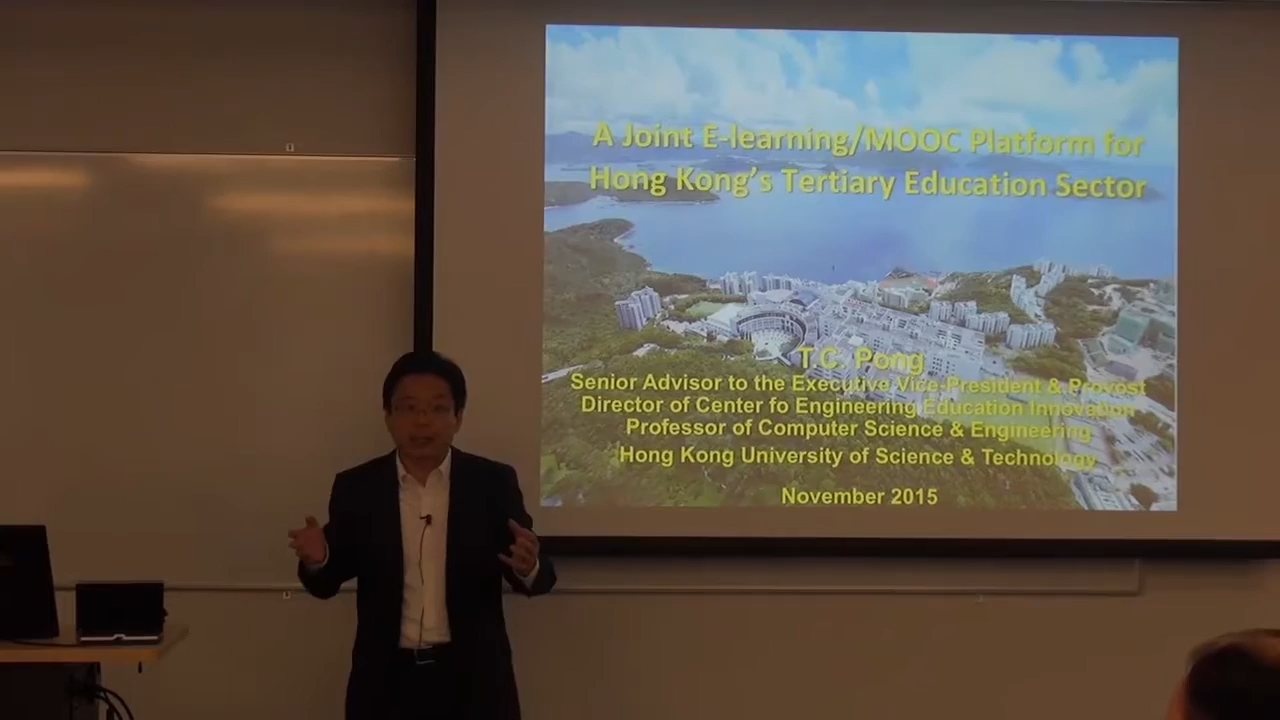 A Joint E-learning/MOOC Platform for
Hong Kong's Tertiary Education Sector
T.C. Pong
Senior Advisor to the Executive Vice-President & Provost
Director of Center fo Engineering Education Innovation
Professor of Computer Science & Engineering
Hong Kong University of Science & Technology
November 2015